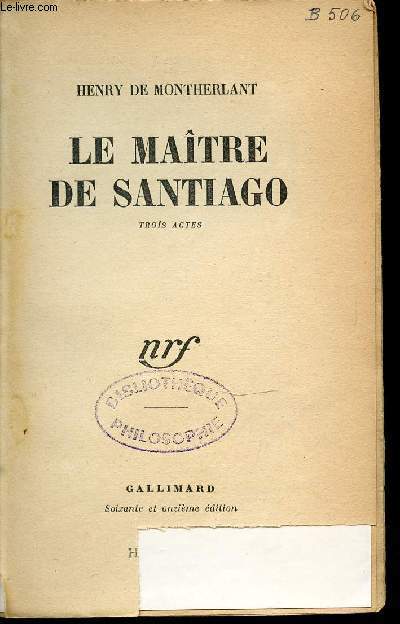 Le-livre.com
B 506
HENRY DE MONTHERLANT
LE MAÎTRE
DE SANTIAGO
TROIS ACTES
nrf
BIBLIOTHÈQUE
PHILOSOPHIE
GALLIMARD
Soixante et onzième édition
H